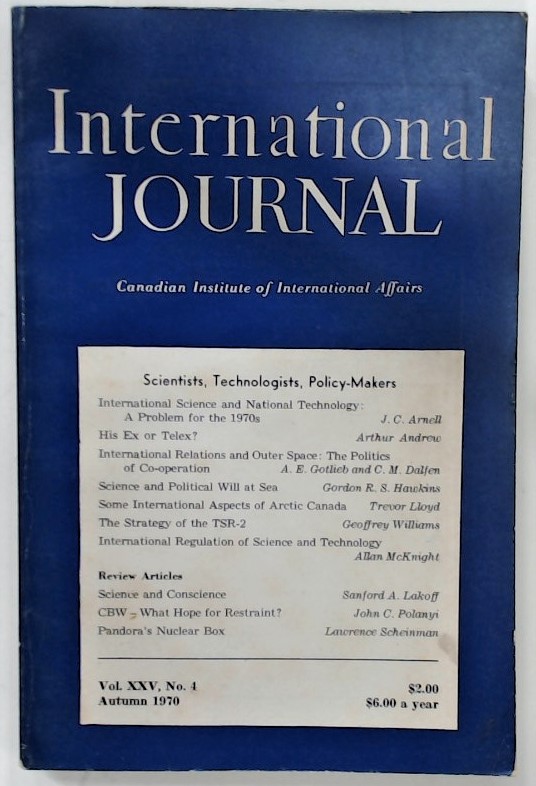 International
JOURNAL
Canadian Institute of International Affairs
Scientists, Technologists, Policy-Makers
International Science and National Technology:
A Problem for the 1970s J. C. Arnell
His Ex or Telex? Arthur Andrew
International Relations and Outer Space: The Politics
of Co-operation A. E. Gotlieb and C. M. Dalfen
Science and Political Will at Sea Gordon R. S. Hawkins
Some International Aspects of Arctic Canada Trevor Lloyd
The Strategy of the TSR-2 Geoffrey Williams
International Regulation of Science and Technology
Allan McKnight
Review Articles
Science and Conscience Sanford A. Lakoff
CBW – What Hope for Restraint? John C. Polanyi
Pandora's Nuclear Box Lawrence Scheinman
Vol. XXV, No. 4 $2.00
Autumn 1970 $6.00 a year